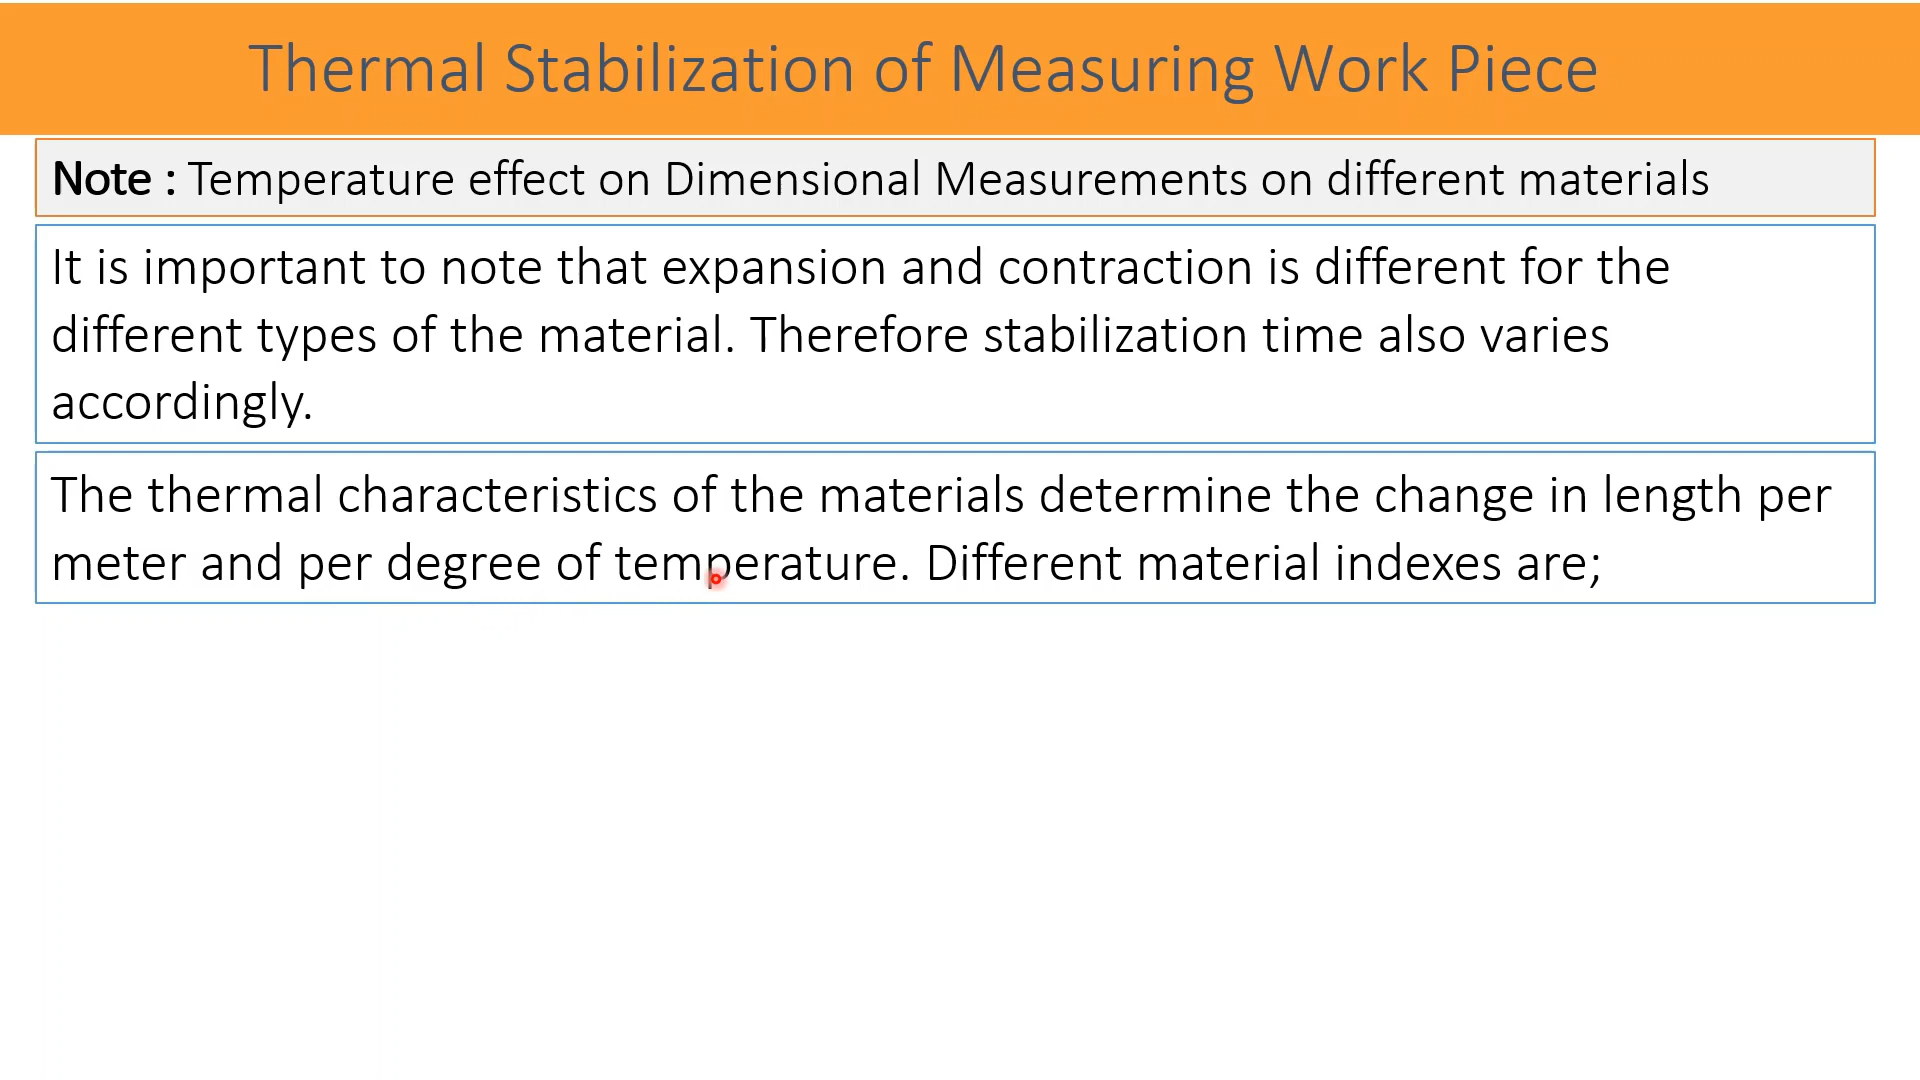 Thermal Stabilization of Measuring Work Piece
Note : Temperature effect on Dimensional Measurements on different materials
It is important to note that expansion and contraction is different for the
different types of the material. Therefore stabilization time also varies
accordingly.
The thermal characteristics of the materials determine the change in length per
meter and per degree of temperature. Different material indexes are;